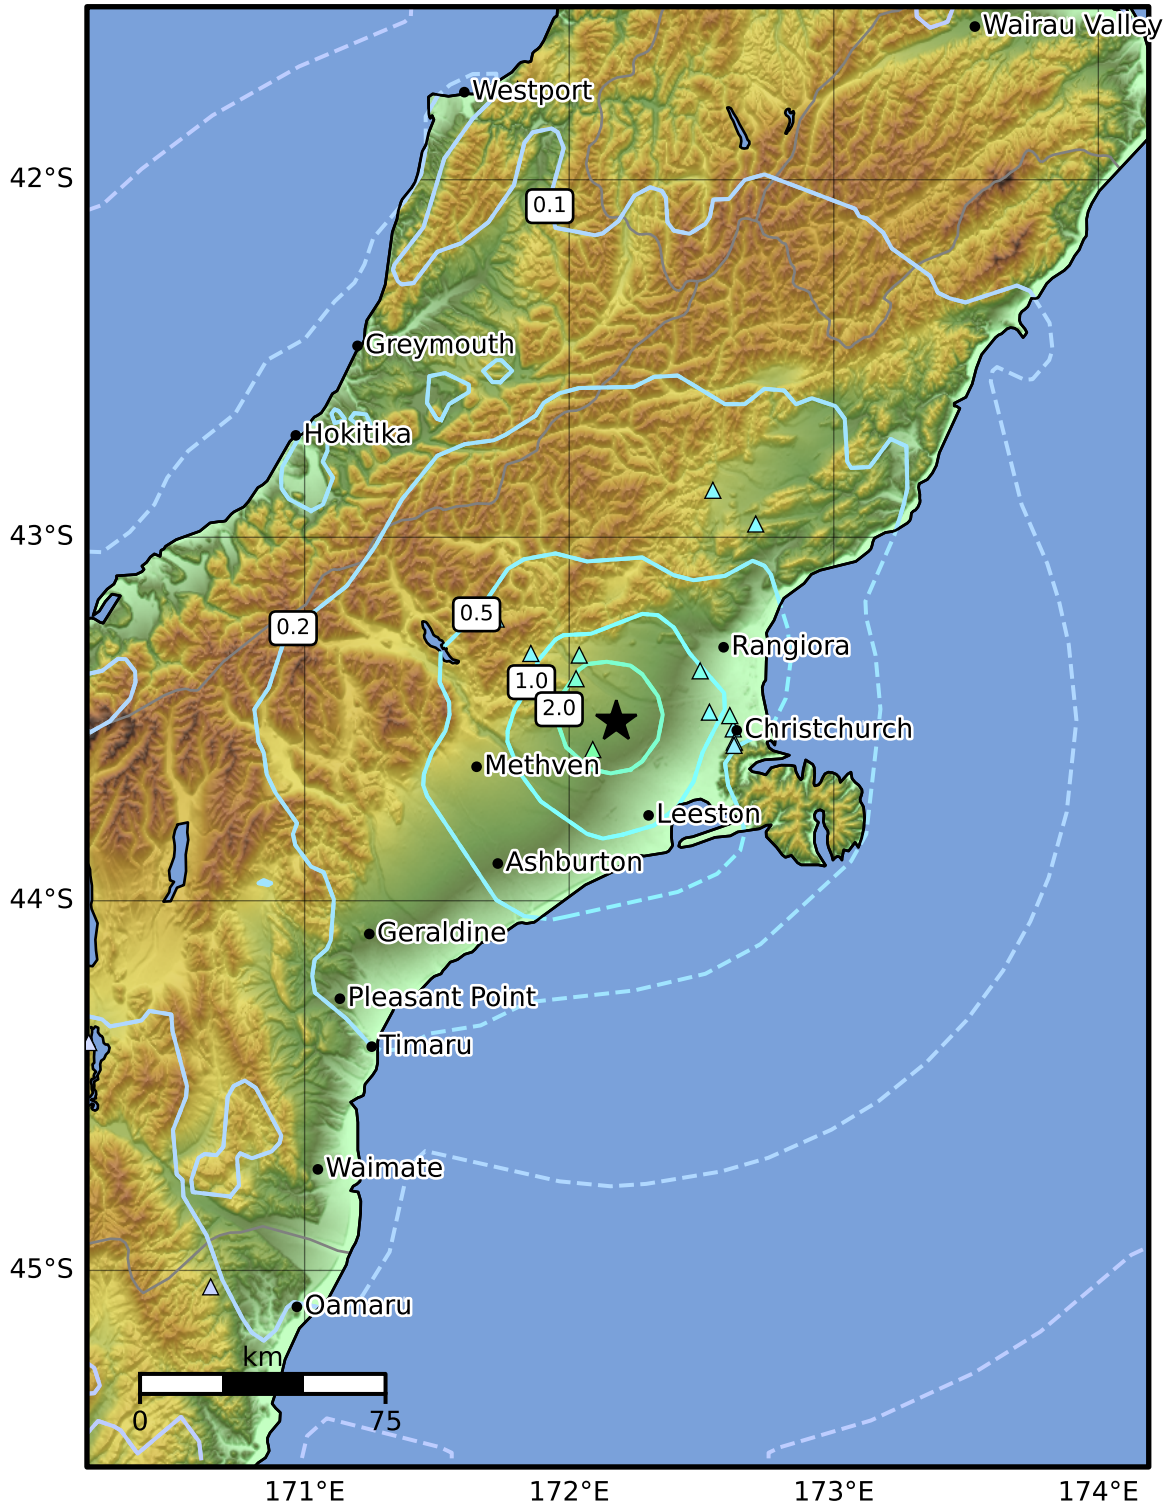 Wairau Valley
Westport
42°S
0.1
Greymouth
Hokitika
43°S
0.5
0.2
Rangiora
1.0
2.0
Christchurch
Methven
Leeston
Ashburton
44°S
Geraldine
Pleasant Point
Timaru
Waimate
45°S
Oamaru
km
0 75
171°E 172°E 173°E 174°E